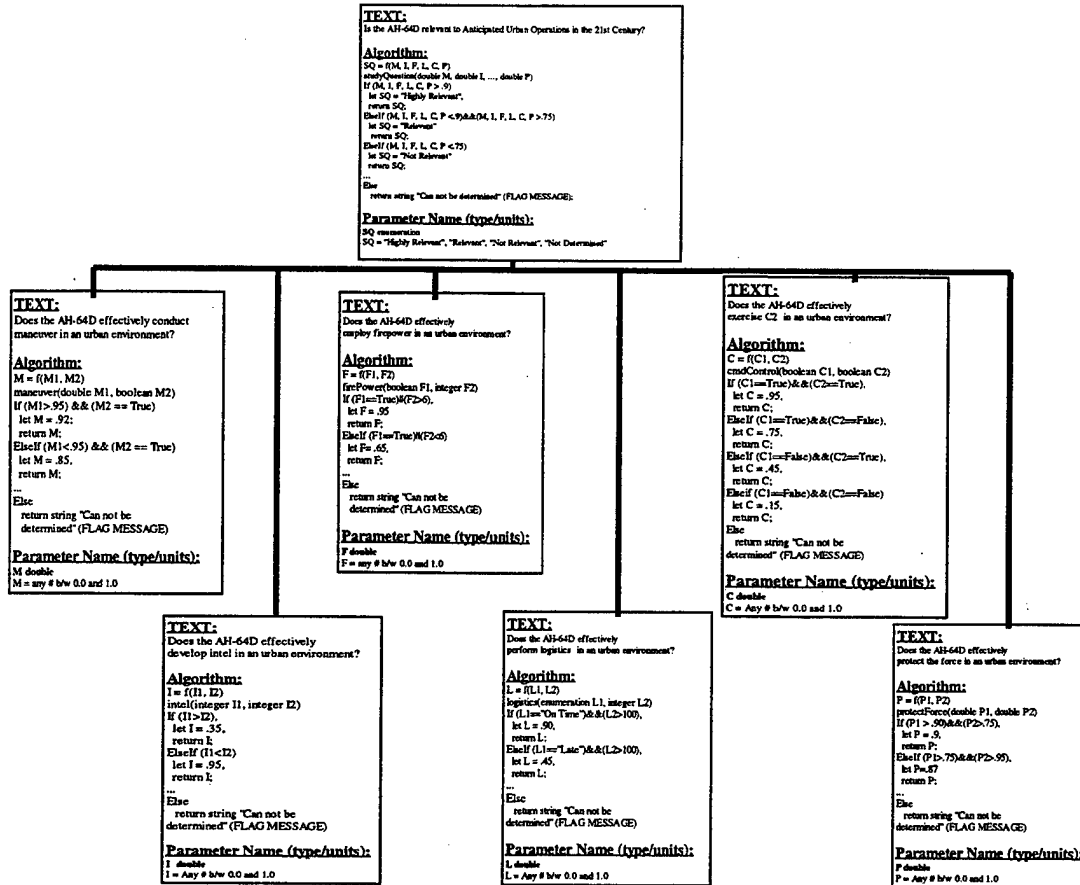 TEXT:
Is the AH-64D relevant to Anticipated Urban Operations in the 21st Century?
Algorithm:
SQ = f(M, I, F, L, C, P)
studyQuestion(double M, double I, ..., double P)
If (M, I, F, L, C, P > .9)
let SQ = "Highly Relevant",
return SQ;
ElseIf (M, I, F, L, C, P <.9)&&(M, I, F, L, C, P >.75)
let SQ = "Relevant"
return SQ;
ElseIf (M, I, F, L, C, P <.75)
let SQ = "Not Relevant"
return SQ;
...
Else
return string "Can not be determined" (FLAG MESSAGE);
Parameter Name (type/units):
SQ enumeration
SQ = "Highly Relevant", "Relevant", "Not Relevant", "Not Determined"
TEXT:
Does the AH-64D effectively conduct
maneuver in an urban environment?
Algorithm:
M = f(M1, M2)
maneuver(double M1, boolean M2)
If (M1>.95) && (M2 == True)
let M = .92;
return M;
ElseIf (M1<.95) && (M2 == True)
let M = .85,
return M;
...
Else
return string "Can not be
determined" (FLAG MESSAGE)
Parameter Name (type/units):
M double
M = any # b/w 0.0 and 1.0
TEXT:
Does the AH-64D effectively
employ firepower in an urban environment?
Algorithm:
F = f(F1, F2)
firePower(boolean F1, integer F2)
If (F1==True)#(F2>6),
let F = .95
return F;
ElseIf (F1==True)#(F2<6)
let F= .65,
return F;
...
Else
return string "Can not be
determined" (FLAG MESSAGE)
Parameter Name (type/units):
F double
F = any # b/w 0.0 and 1.0
TEXT:
Does the AH-64D effectively
exercise C2 in an urban environment?
Algorithm:
C = f(C1, C2)
cmdControl(boolean C1, boolean C2)
If (C1==True)&&(C2==True),
let C = .95,
return C;
ElseIf (C1==True)&&(C2==False),
let C = .75,
return C;
ElseIf (C1==False)&&(C2==True),
let C = .45,
return C;
Elseif (C1==False)&&(C2==False)
let C = .15,
return C;
Else
return string "Can not be
determined" (FLAG MESSAGE)
Parameter Name (type/units):
C double
C = Any # b/w 0.0 and 1.0
TEXT:
Does the AH-64D effectively
develop intel in an urban environment?
Algorithm:
I = f(I1, I2)
intel(integer I1, integer I2)
If (I1>I2),
let I = .35,
return I;
ElseIf (I1<I2)
let I = .95,
return I;
...
Else
return string "Can not be
determined" (FLAG MESSAGE)
Parameter Name (type/units):
I double
I = Any # b/w 0.0 and 1.0
TEXT:
Does the AH-64D effectively
perform logistics in an urban environment?
Algorithm:
L = f(L1, L2)
logistics(enumeration L1, integer L2)
If (L1=="On Time")&&(L2>100),
let L = .90,
return L;
ElseIf (L1=="Late")&&(L2>100),
let L = .45,
return L;
...
Else
return string "Can not be
determined" (FLAG MESSAGE)
Parameter Name (type/units):
L double
L = Any # b/w 0.0 and 1.0
TEXT:
Does the AH-64D effectively
protect the force in an urban environment?
Algorithm:
P = f(P1, P2)
protectForce(double P1, double P2)
If (P1 > .90)&&(P2>.75),
let P = .9,
return P;
ElseIf (P1>.75)&&(P2>.95),
let P=.87
return P;
...
Else
return string "Can not be
determined" (FLAG MESSAGE)
Parameter Name (type/units):
P double
P = Any # b/w 0.0 and 1.0